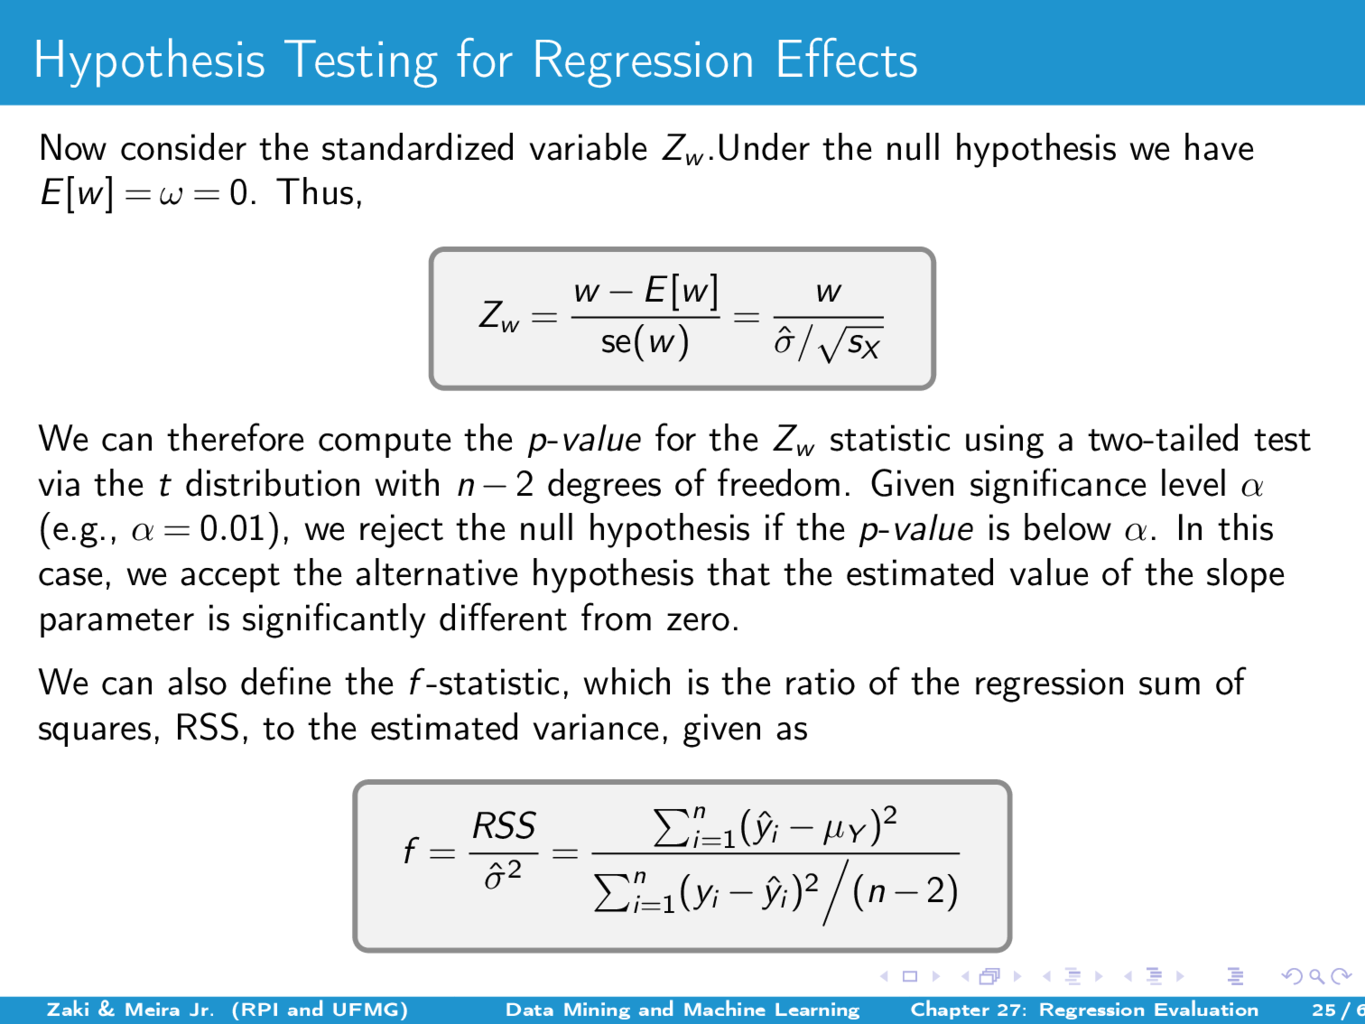 Hypothesis Testing for Regression Effects
Now consider the standardized variable Z_w.Under the null hypothesis we have
E[w] = ω = 0. Thus,
Z_w = (w − E[w]) / se(w) = w / (σ̂/√s_X)
We can therefore compute the p-value for the Z_w statistic using a two-tailed test
via the t distribution with n − 2 degrees of freedom. Given significance level α
(e.g., α = 0.01), we reject the null hypothesis if the p-value is below α. In this
case, we accept the alternative hypothesis that the estimated value of the slope
parameter is significantly different from zero.
We can also define the f-statistic, which is the ratio of the regression sum of
squares, RSS, to the estimated variance, given as
f = RSS / σ̂² = ∑ⁿᵢ₌₁(ŷᵢ − μ_Y)² / (∑ⁿᵢ₌₁(yᵢ − ŷᵢ)² / (n − 2))
Zaki & Meira Jr. (RPI and UFMG) Data Mining and Machine Learning Chapter 27: Regression Evaluation 25 /